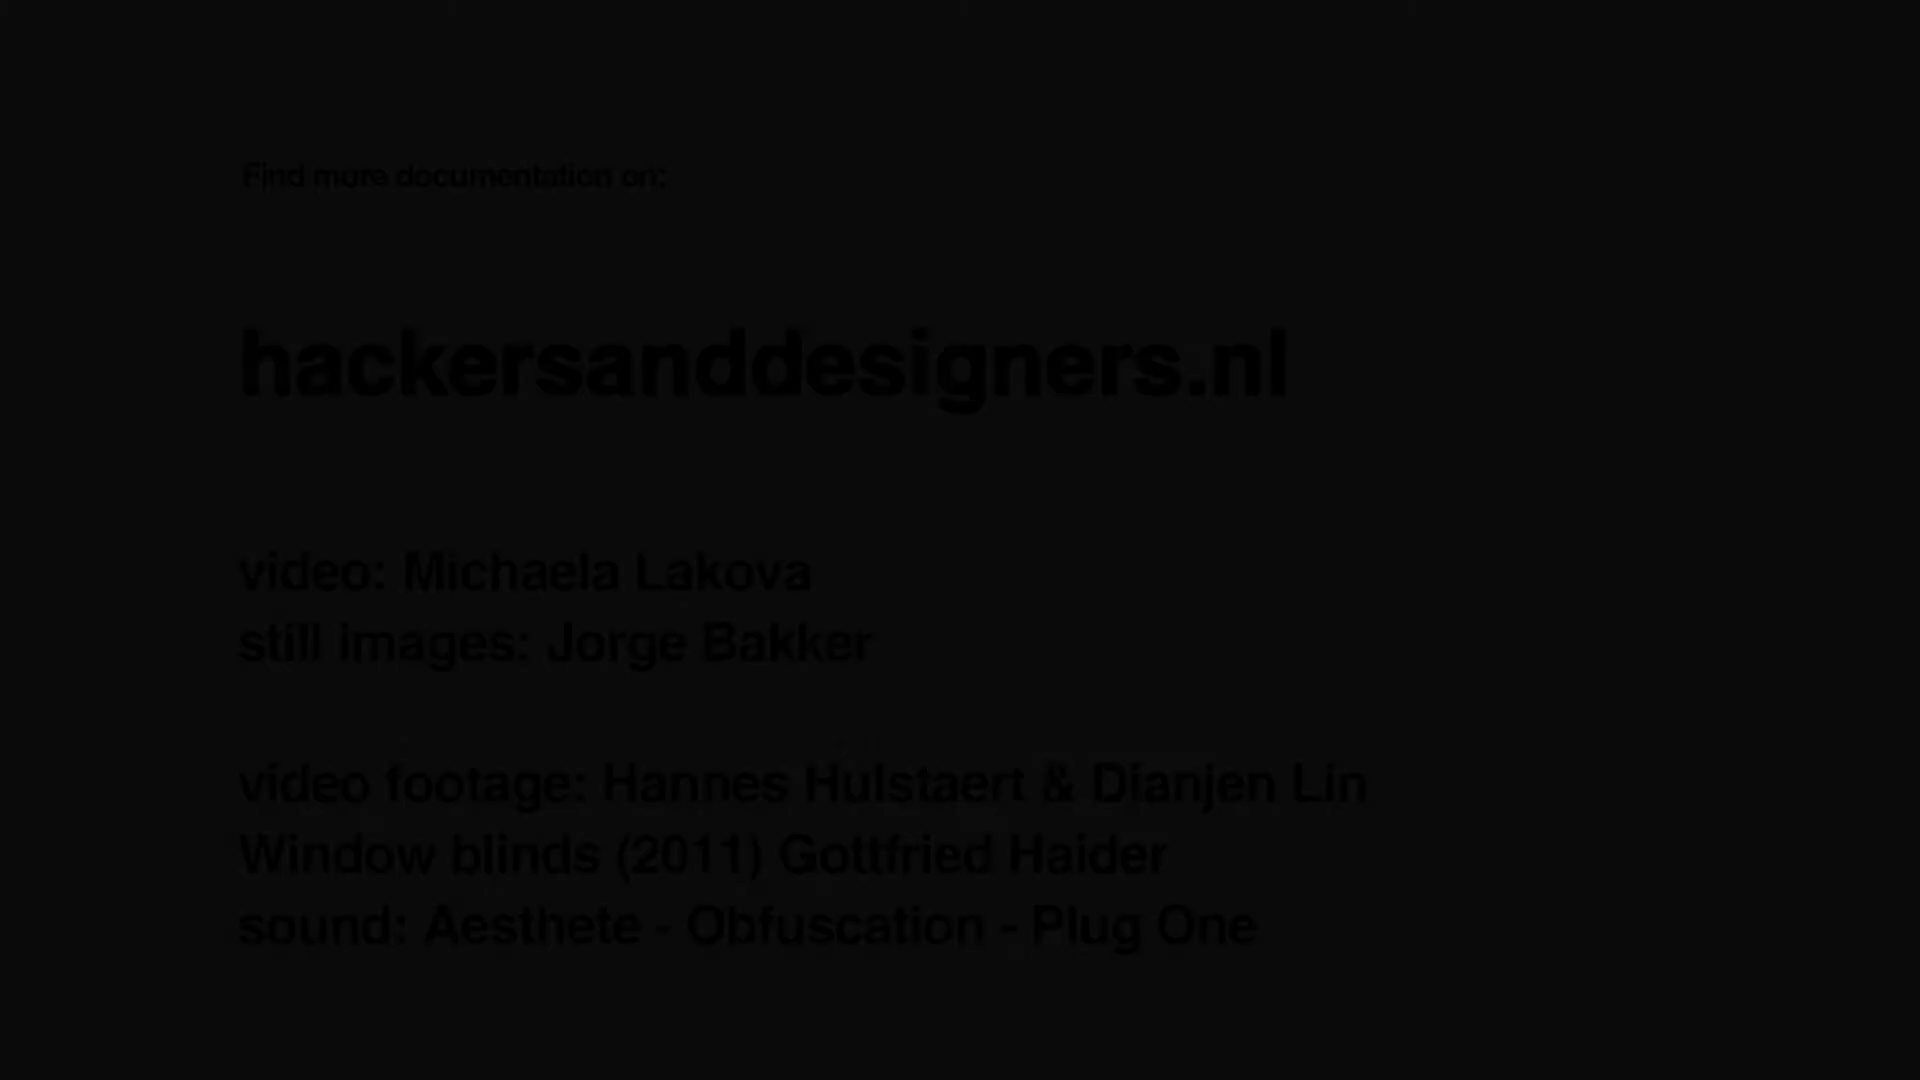 Find more documentation on:
hackersanddesigners.nl
video: Michaela Lakova
still images: Jorge Bakker
video footage: Hannes Hulstaert & Dianjen Lin
Window blinds (2011) Gottfried Haider
sound: Aesthete - Obfuscation - Plug One